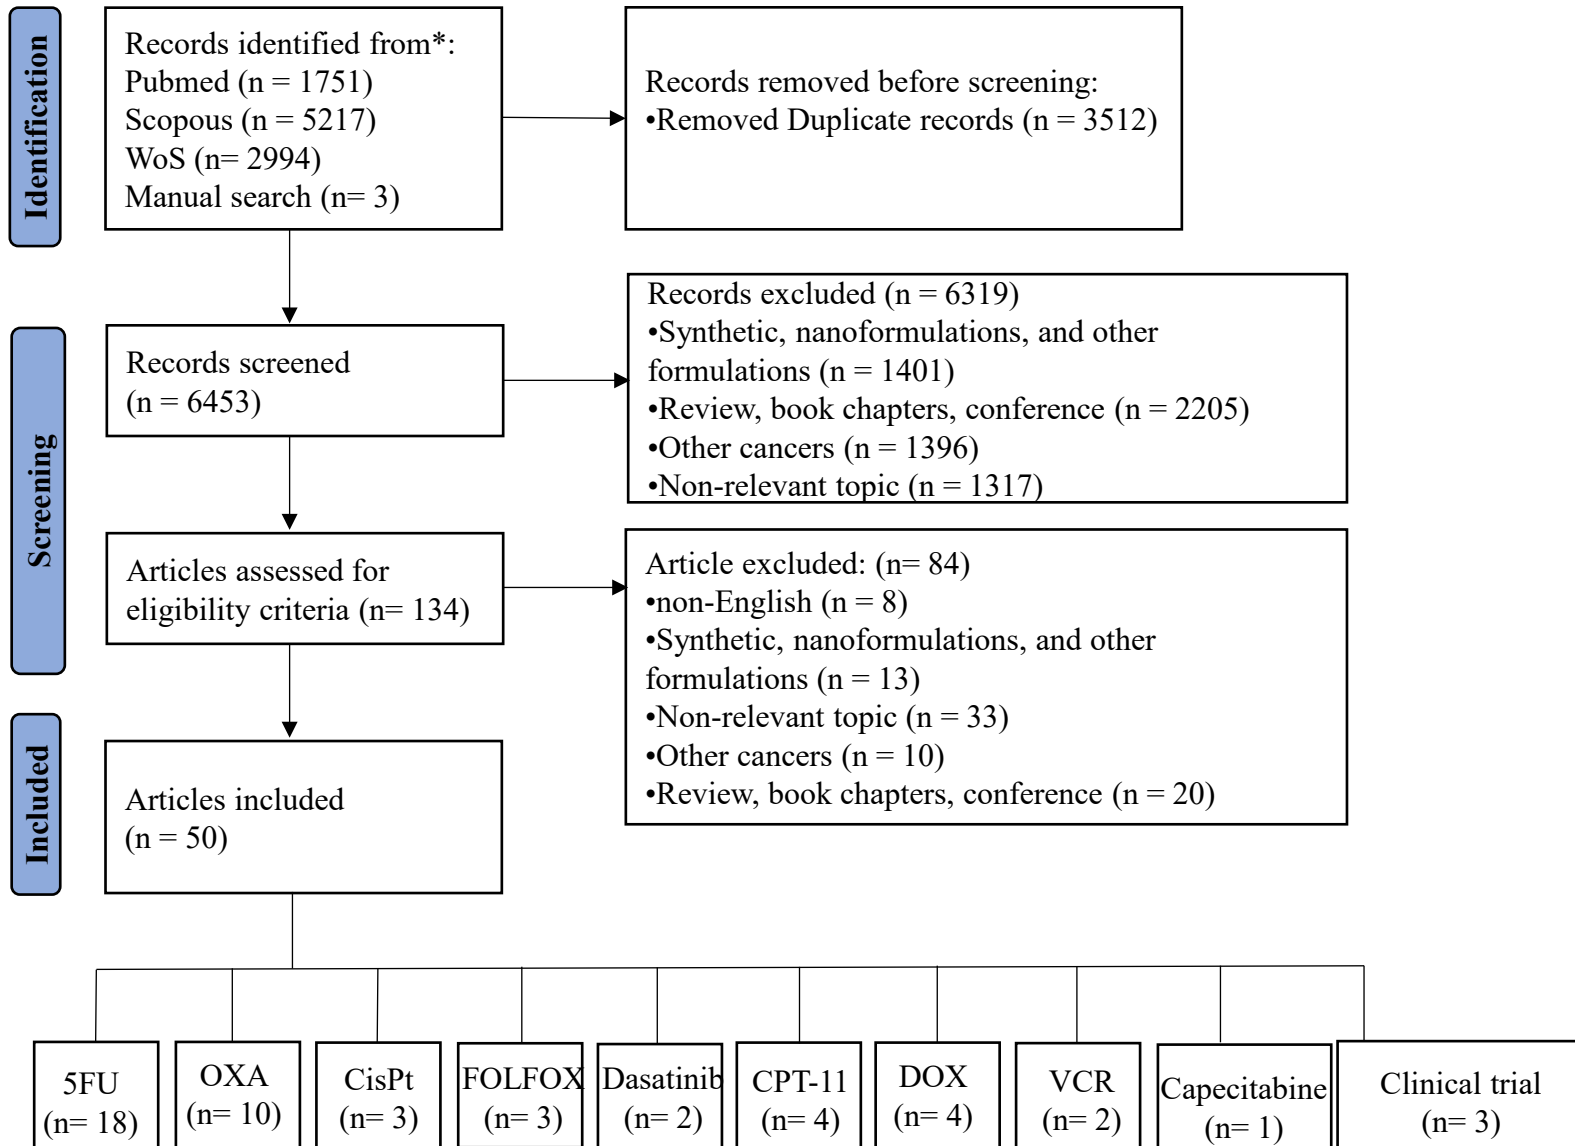 Identification
Records identified from*:
Pubmed (n = 1751)
Scopous (n = 5217)
WoS (n= 2994)
Manual search (n= 3)
Records removed before screening:
•Removed Duplicate records (n = 3512)
Screening
Records screened
(n = 6453)
Records excluded (n = 6319)
•Synthetic, nanoformulations, and other
formulations (n = 1401)
•Review, book chapters, conference (n = 2205)
•Other cancers (n = 1396)
•Non-relevant topic (n = 1317)
Articles assessed for
eligibility criteria (n= 134)
Article excluded: (n= 84)
•non-English (n = 8)
•Synthetic, nanoformulations, and other
formulations (n = 13)
•Non-relevant topic (n = 33)
•Other cancers (n = 10)
•Review, book chapters, conference (n = 20)
Included
Articles included
(n = 50)
5FU
(n= 18)
OXA
(n= 10)
CisPt
(n= 3)
FOLFOX
(n= 3)
Dasatinib
(n= 2)
CPT-11
(n= 4)
DOX
(n= 4)
VCR
(n= 2)
Capecitabine
(n= 1)
Clinical trial
(n= 3)